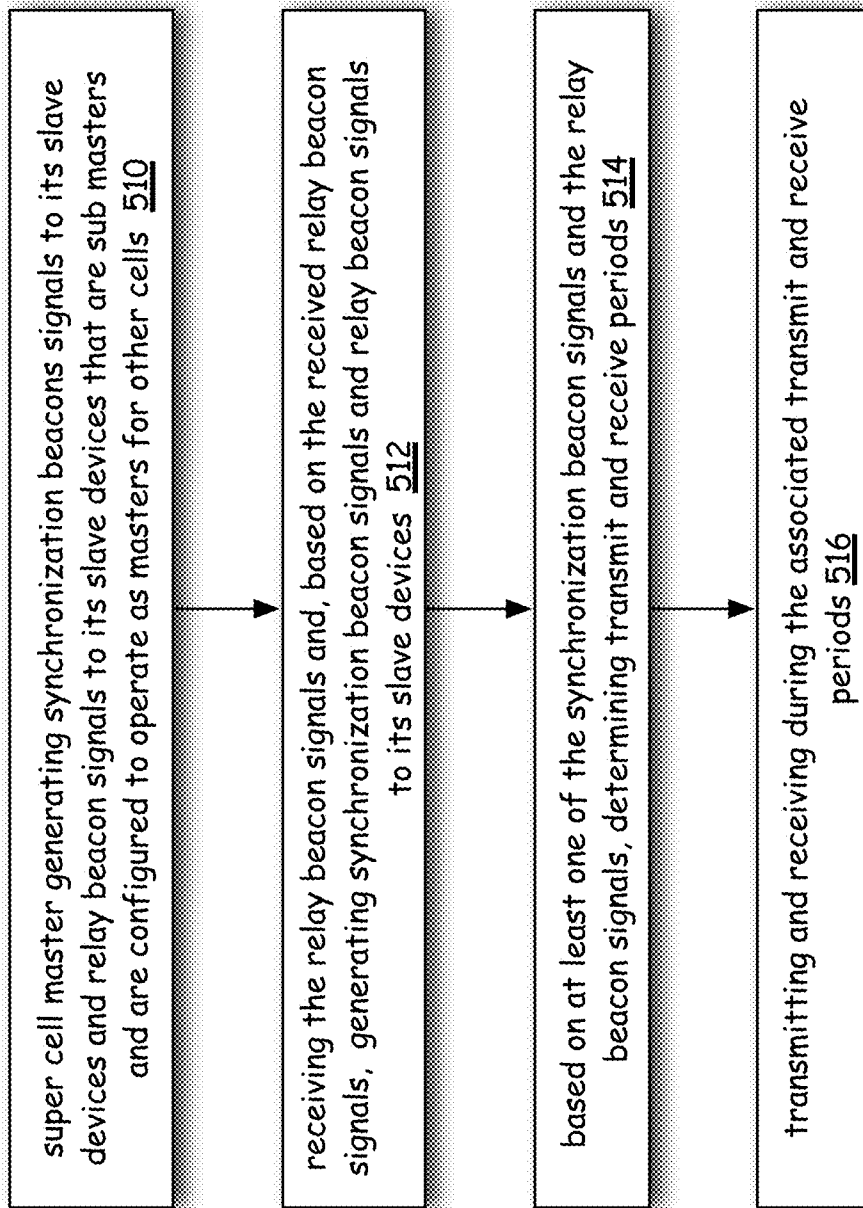 super cell master generating synchronization beacons signals to its slave
devices and relay beacon signals to its slave devices that are sub masters
and are configured to operate as masters for other cells 510
receiving the relay beacon signals and, based on the received relay beacon
signals, generating synchronization beacon signals and relay beacon signals
to its slave devices 512
based on at least one of the synchronization beacon signals and the relay
beacon signals, determining transmit and receive periods 514
transmitting and receiving during the associated transmit and receive
periods 516